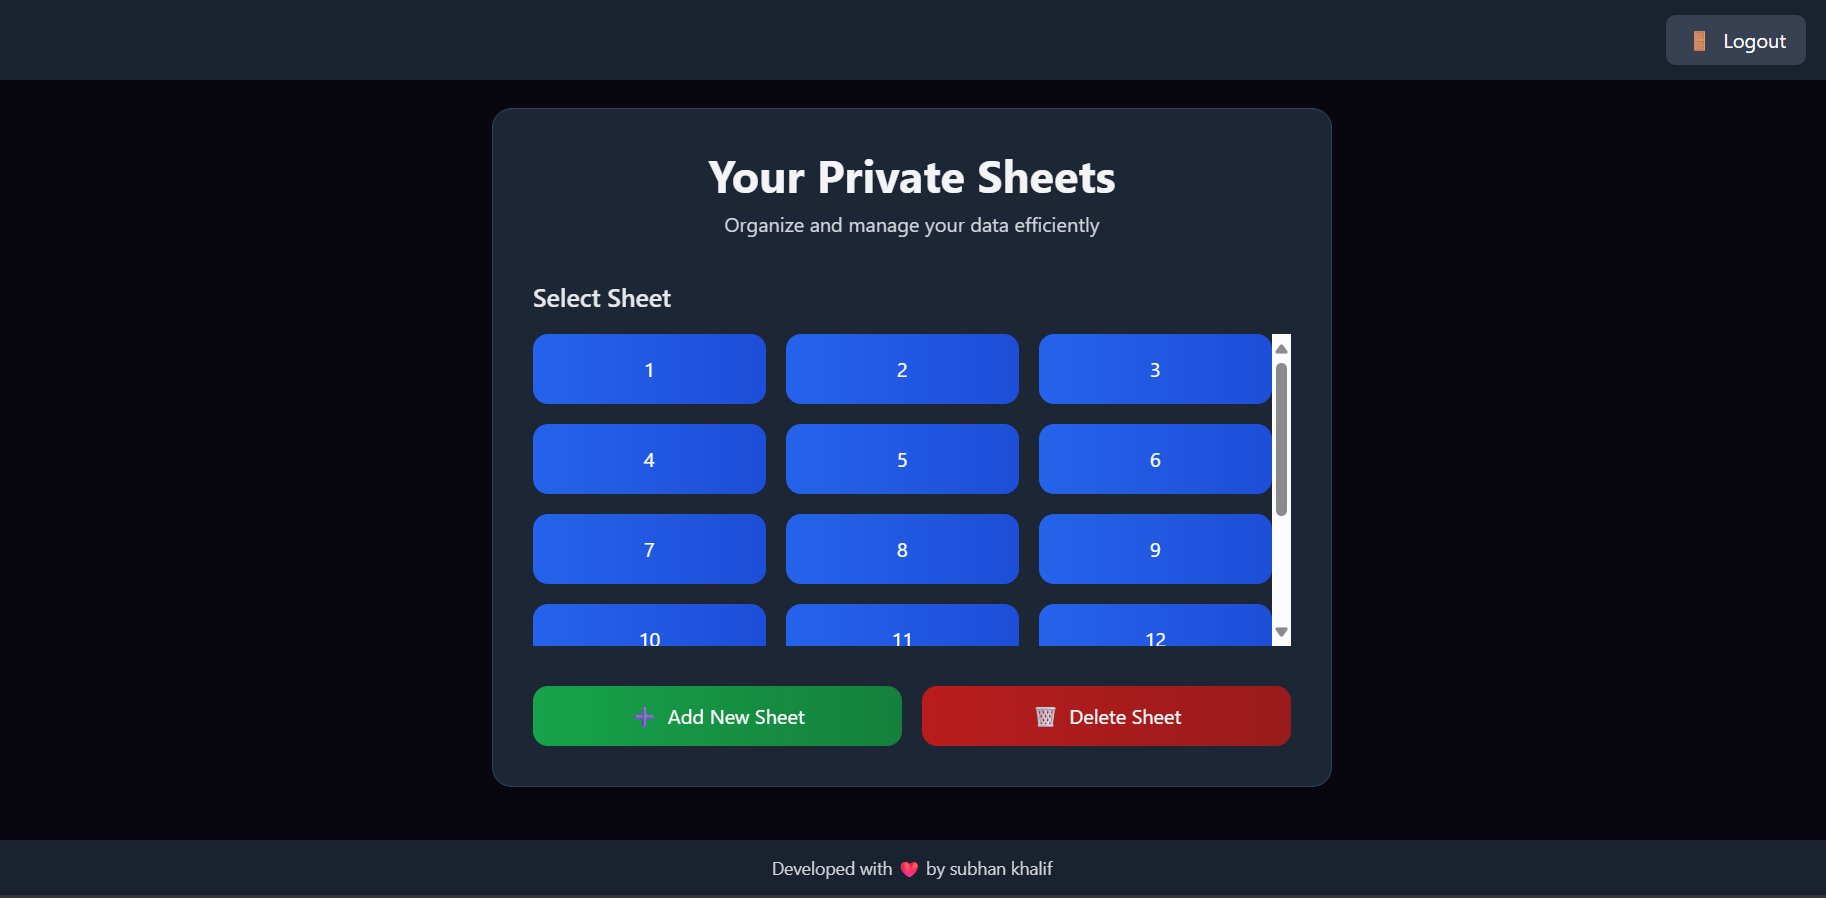 Logout
Your Private Sheets
Organize and manage your data efficiently
Select Sheet
1 2 3
4 5 6
7 8 9
10 11 12
➕ Add New Sheet 🗑️ Delete Sheet
Developed with ❤️ by subhan khalif